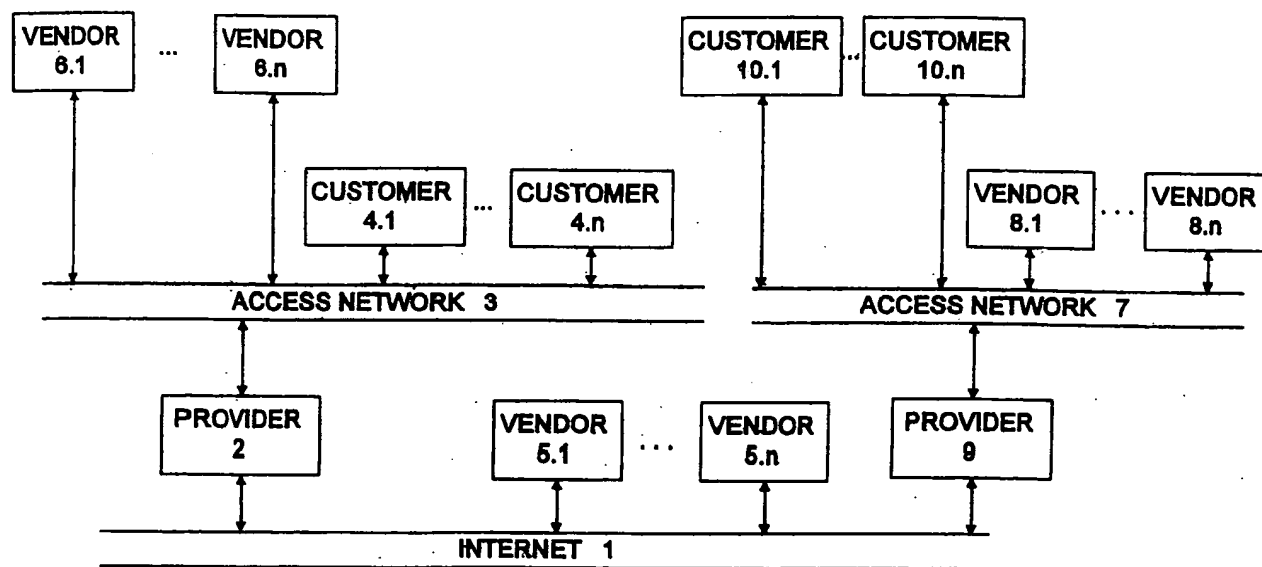 VENDOR 6.1 ... VENDOR 6.n
CUSTOMER 10.1 ... CUSTOMER 10.n
CUSTOMER 4.1 ... CUSTOMER 4.n
VENDOR 8.1 . . . VENDOR 8.n
ACCESS NETWORK 3
ACCESS NETWORK 7
PROVIDER 2
VENDOR 5.1 . . . VENDOR 5.n
PROVIDER 9
INTERNET 1